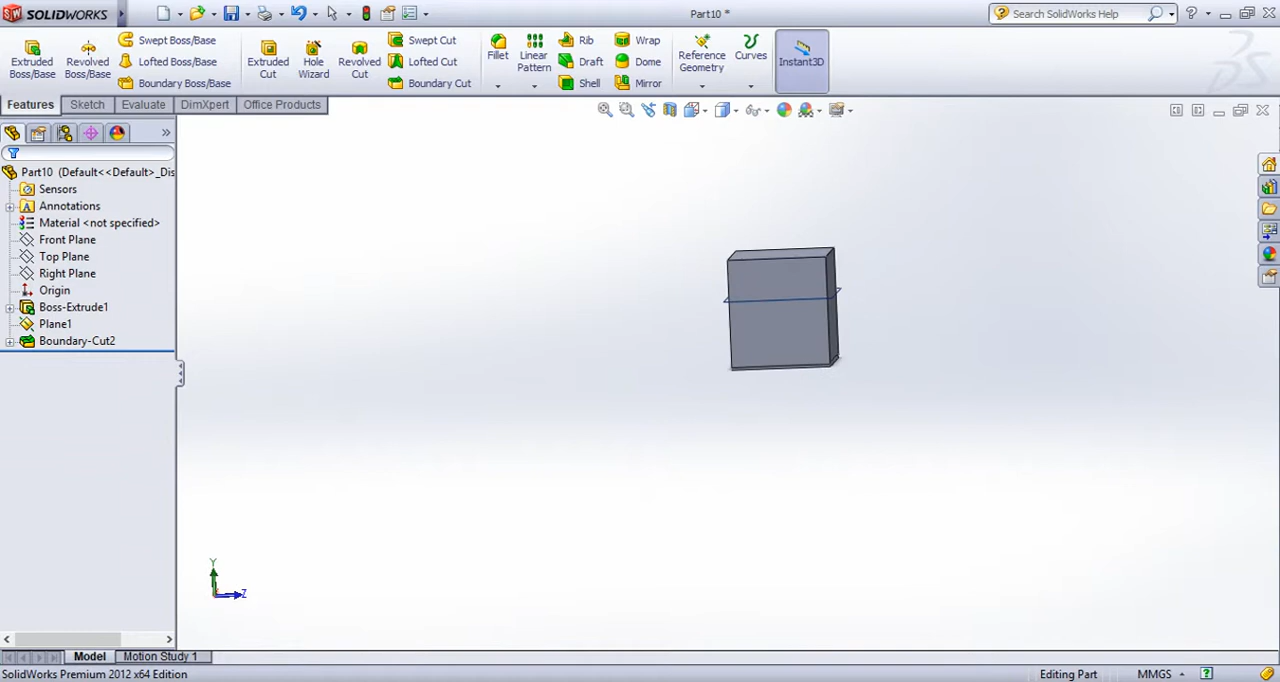 SW SOLIDWORKS
Part10 *
Search SolidWorks Help
Extruded Boss/Base
Revolved Boss/Base
Swept Boss/Base
Lofted Boss/Base
Boundary Boss/Base
Extruded Cut
Hole Wizard
Revolved Cut
Swept Cut
Lofted Cut
Boundary Cut
Fillet
Linear Pattern
Rib
Draft
Shell
Wrap
Dome
Mirror
Reference Geometry
Curves
Instant3D
Features
Sketch
Evaluate
DimXpert
Office Products
Part10 (Default<<Default>_Dis
Sensors
Annotations
Material <not specified>
Front Plane
Top Plane
Right Plane
Origin
Boss-Extrude1
Plane1
Boundary-Cut2
Y
Z
Model
Motion Study 1
SolidWorks Premium 2012 x64 Edition
Editing Part
MMGS